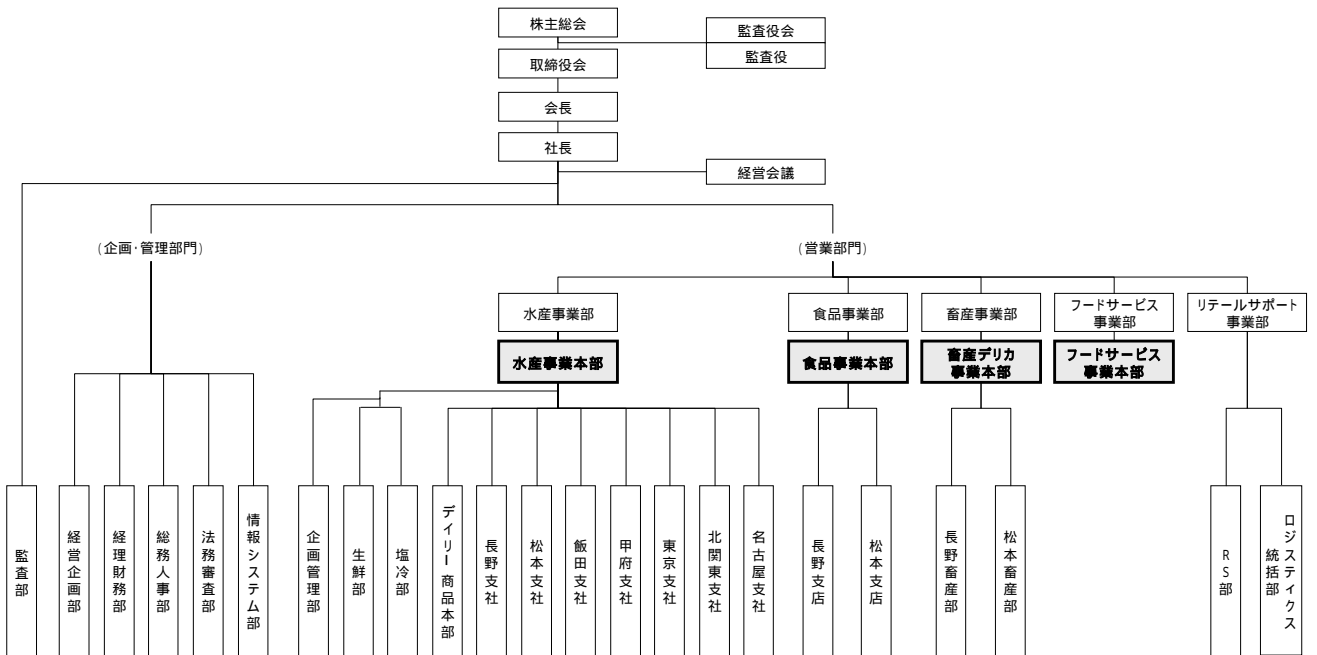 株主総会
監査役会
監査役
取締役会
会長
社長
経営会議
(企画・管理部門)
(営業部門)
水産事業部
食品事業部
畜産事業部
フードサービス
事業部
リテールサポート
事業部
水産事業本部
食品事業本部
畜産デリカ
事業本部
フードサービス
事業本部
監査部
経営企画部
経理財務部
総務人事部
法務審査部
情報システム部
企画管理部
生鮮部
塩冷部
デイリー商品本部
長野支社
松本支社
飯田支社
甲府支社
東京支社
北関東支社
名古屋支社
長野支店
松本支店
長野畜産部
松本畜産部
RS部
ロジスティクス
統括部